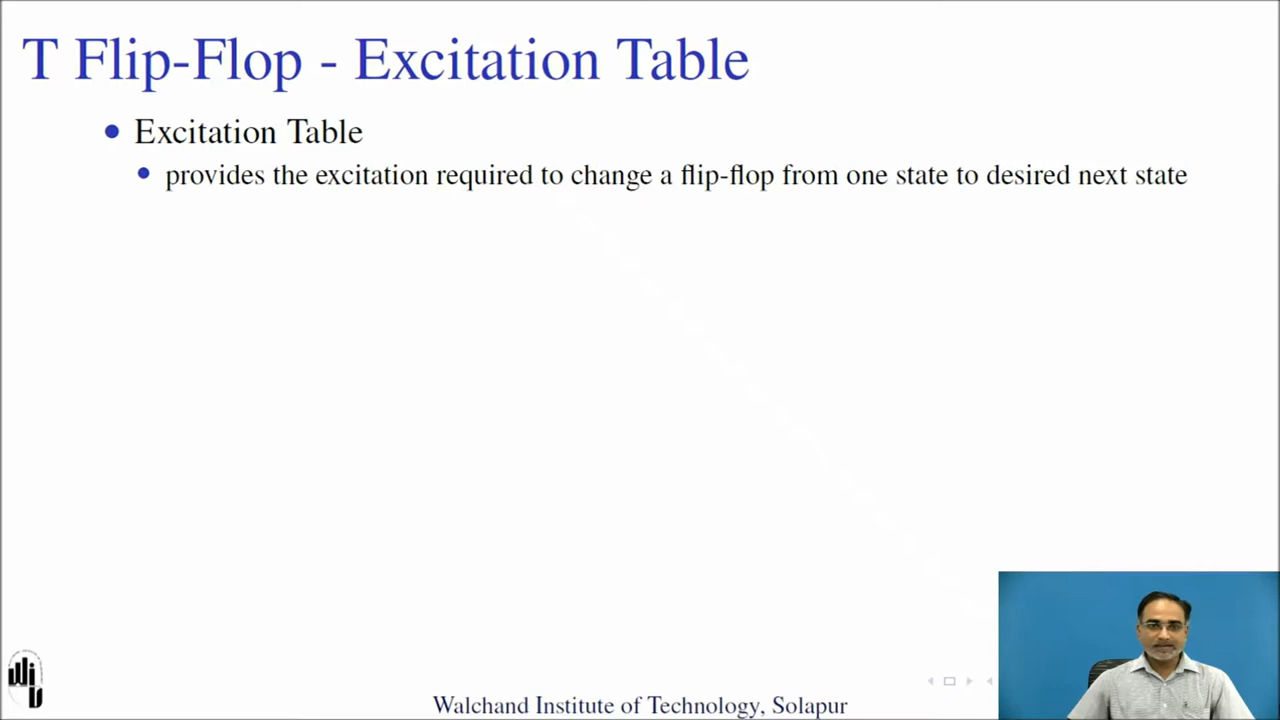 T Flip-Flop - Excitation Table
Excitation Table
provides the excitation required to change a flip-flop from one state to desired next state
Walchand Institute of Technology, Solapur